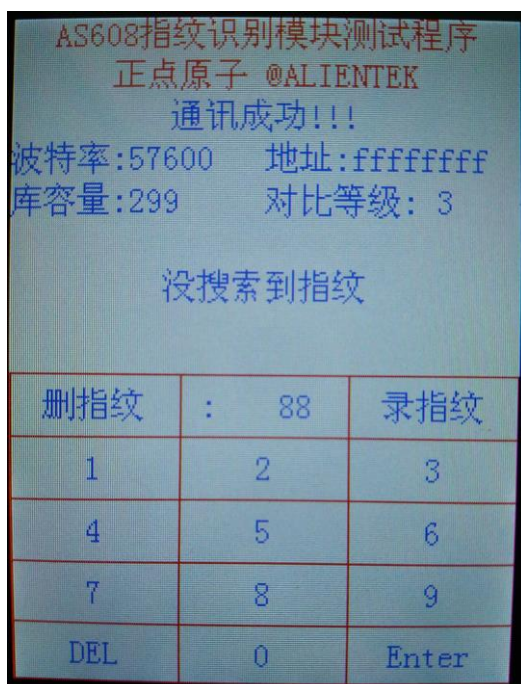 AS608指纹识别模块测试程序
正点原子 @ALIENTEK
通讯成功!!!
波特率:57600 地址:ffffffff
库容量:299 对比等级: 3
没搜索到指纹
删指纹 : 88 录指纹
1 2 3
4 5 6
7 8 9
DEL 0 Enter